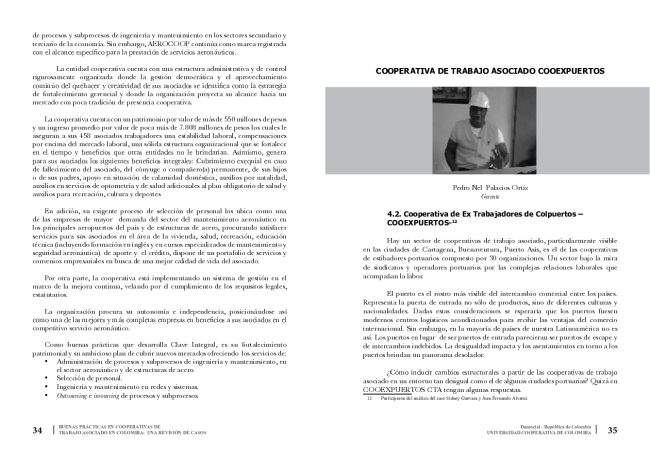 de procesos y subprocesos de ingeniería y mantenimiento en los sectores secundario y
terciario de la economía. Sin embargo, AEROCOOP continúa como marca registrada
con el alcance específico para la prestación de servicios aeronáuticos.
La entidad cooperativa cuenta con una estructura administrativa y de control
rigurosamente organizada donde la gestión democrática y el aprovechamiento
continúo del quehacer y creatividad de sus asociados se identifica como la estrategia
de fortalecimiento gerencial y donde la organización proyecta su alcance hacia un
mercado con poca tradición de presencia cooperativa.
La cooperativa cuenta con un patrimonio por valor de más de 550 millones de pesos
y un ingreso promedio por valor de poco más de 7.808 millones de pesos los cuales le
aseguran a sus 458 asociados trabajadores una estabilidad laboral, compensaciones
por encima del mercado laboral, una sólida estructura organizacional que se fortalece
en el tiempo y beneficios que otras entidades no le brindarían. Asimismo, genera
para sus asociados los siguientes beneficios integrales: Cubrimiento exequial en caso
de fallecimiento del asociado, del cónyuge o compañero(a) permanente, de sus hijos
o de sus padres, apoyo en situación de calamidad doméstica, auxilios por natalidad,
auxilios en servicios de optometría y de salud adicionales al plan obligatorio de salud y
auxilios para recreación, cultura y deportes
En adición, su exigente proceso de selección de personal los ubica como una
de las empresas de mayor demanda del sector del mantenimiento aeronáutico en
los principales aeropuertos del país y de estructuras de acero, procurando satisfacer
servicios para sus asociados en el área de la vivienda, salud, recreación, educación
técnica (incluyendo formación en inglés y en cursos especializados de mantenimiento y
seguridad aeronáutica) de aporte y el crédito, dispone de un portafolio de servicios y
convenios empresariales en busca de una mejor calidad de vida del asociado.
Por otra parte, la cooperativa está implementando un sistema de gestión en el
marco de la mejora continua, velando por el cumplimiento de los requisitos legales,
estatutarios.
La organización procura su autonomía e independencia, posicionándose así
como una de las mejores y más completas empresas en beneficios a sus asociados en el
competitivo servicio aeronáutico.
Como buenas prácticas que desarrolla Clave Integral, es su fortalecimiento
patrimonial y su ambicioso plan de cubrir nuevos mercados ofreciendo los servicios de:
• Administración de procesos y subprocesos de ingeniería y mantenimiento, en
el sector aeronáutico y de estructuras de acero.
• Selección de personal.
• Ingeniería y mantenimiento en redes y sistemas.
• Outsourcing e insourcing de procesos y subprocesos.
34
BUENAS PRÁCTICAS EN COOPERATIVAS DE
TRABAJO ASOCIADO EN COLOMBIA: UNA REVISIÓN DE CASOS
COOPERATIVA DE TRABAJO ASOCIADO COOEXPUERTOS
Pedro Nel Palacios Ortiz
Gerente
4.2. Cooperativa de Ex Trabajadores de Colpuertos –
COOEXPUERTOS-¹²
Hay un sector de cooperativas de trabajo asociado, particularmente visible
en las ciudades de Cartagena, Buenaventura, Puerto Asís, es el de las cooperativas
de estibadores portuarios compuesto por 30 organizaciones. Un sector bajo la mira
de sindicatos y operadores portuarios por las complejas relaciones laborales que
acompañan la labor.
El puerto es el rostro más visible del intercambio comercial entre los países.
Representa la puerta de entrada no sólo de productos, sino de diferentes culturas y
nacionalidades. Dadas estas consideraciones se esperaría que los puertos fuesen
modernos centros logísticos acondicionados para recibir las ventajas del comercio
internacional. Sin embargo, en la mayoría de países de nuestra Latinoamérica no es
así. Los puertos en lugar de ser puertos de entrada parecieran ser puertos de escape y
de intercambios indebidos. La desigualdad impacta y los asentamientos en torno a los
puertos brindan un panorama desolador.
¿Cómo inducir cambios estructurales a partir de las cooperativas de trabajo
asociado en un entorno tan desigual como el de algunas ciudades portuarias? Quizá en
COOEXPUERTOS CTA tengan algunas respuestas.
12 Participaron del análisis del caso Sidney Guevara y Juan Fernando Álvarez
Dansocial - República de Colombia
UNIVERSIDAD COOPERATIVA DE COLOMBIA
35